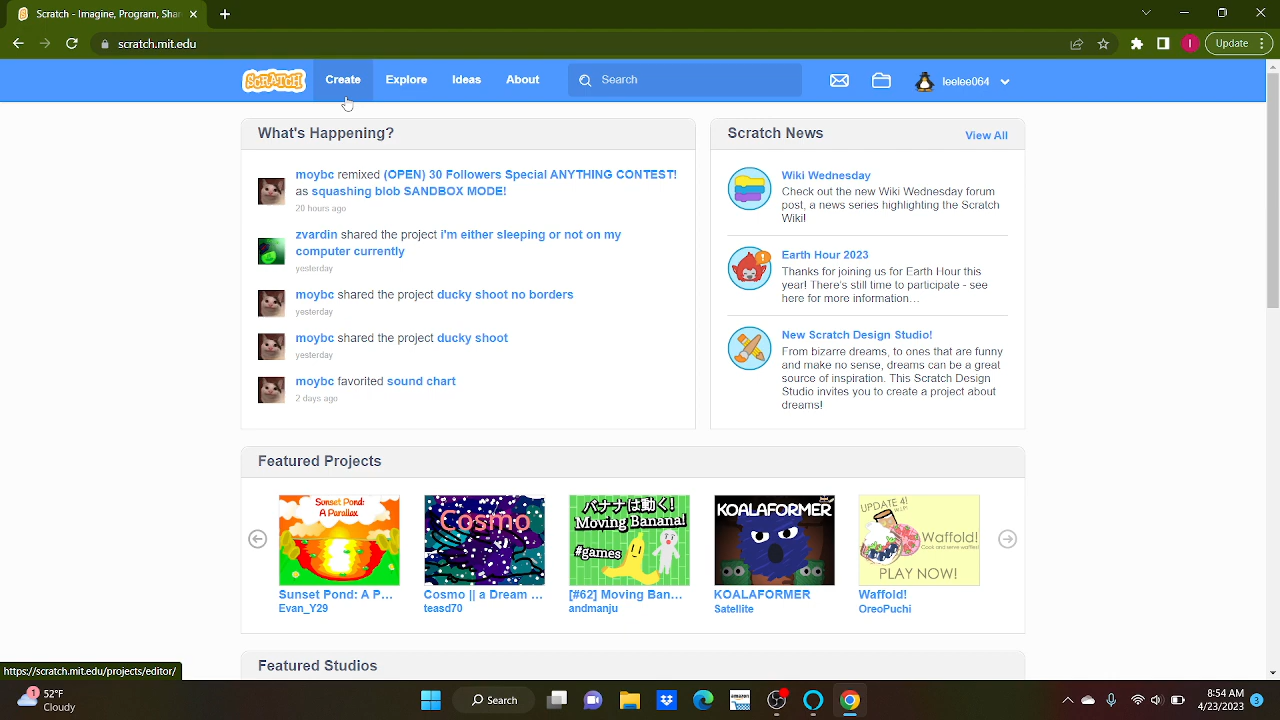 Scratch - Imagine, Program, Shar
scratch.mit.edu
Update
SCRATCH
Create
Explore
Ideas
About
Search
leelee064
What's Happening?
moybc remixed (OPEN) 30 Followers Special ANYTHING CONTEST!
as squashing blob SANDBOX MODE!
20 hours ago
zvardin shared the project i'm either sleeping or not on my
computer currently
yesterday
moybc shared the project ducky shoot no borders
yesterday
moybc shared the project ducky shoot
yesterday
moybc favorited sound chart
2 days ago
Scratch News
View All
Wiki Wednesday
Check out the new Wiki Wednesday forum
post, a news series highlighting the Scratch
Wiki!
Earth Hour 2023
Thanks for joining us for Earth Hour this
year! There's still time to participate - see
here for more information…
New Scratch Design Studio!
From bizarre dreams, to ones that are funny
and make no sense, dreams can be a great
source of inspiration. This Scratch Design
Studio invites you to create a project about
dreams!
Featured Projects
Sunset Pond:
A Parallax
Cosmo
バナナは動く!
Moving Banana!
#games
KOALAFORMER
UPDATE 4!
Waffold!
Cook and serve waffles
PLAY NOW!
Sunset Pond: A P...
Evan_Y29
Cosmo || a Dream ...
teasd70
[#62] Moving Ban...
andmanju
KOALAFORMER
Satellite
Waffold!
OreoPuchi
Featured Studios
https://scratch.mit.edu/projects/editor/
1
52°F
Cloudy
Search
amazon
8:54 AM
4/23/2023
3